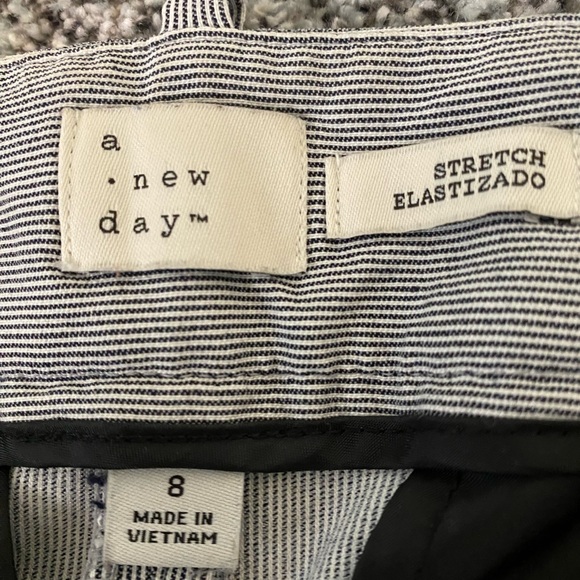 a
· new
day™
STRETCH
ELASTIZADO
8
MADE IN
VIETNAM